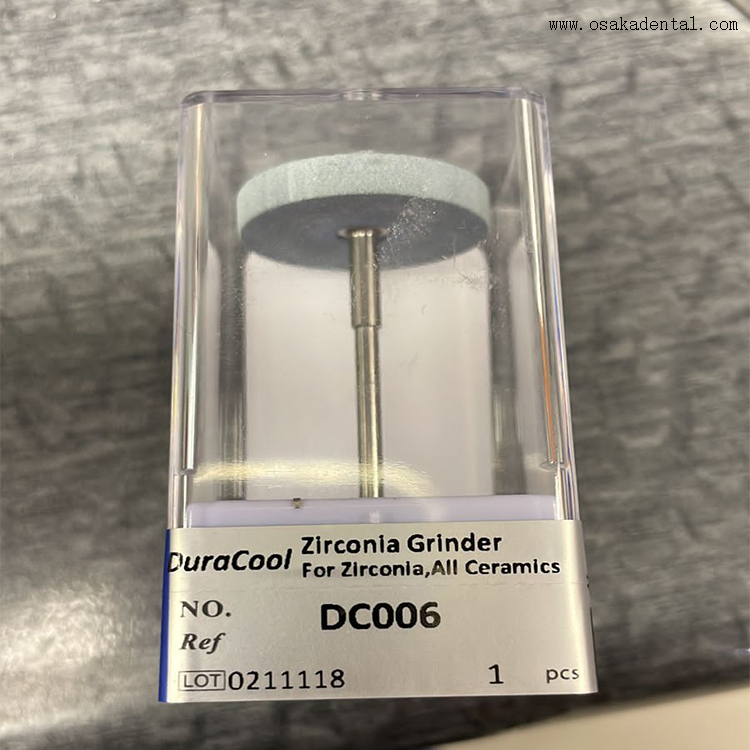 www.osakadental.com
DuraCool Zirconia Grinder
For Zirconia,All Ceramics
NO. DC006
Ref
LOT 0211118 1 pcs